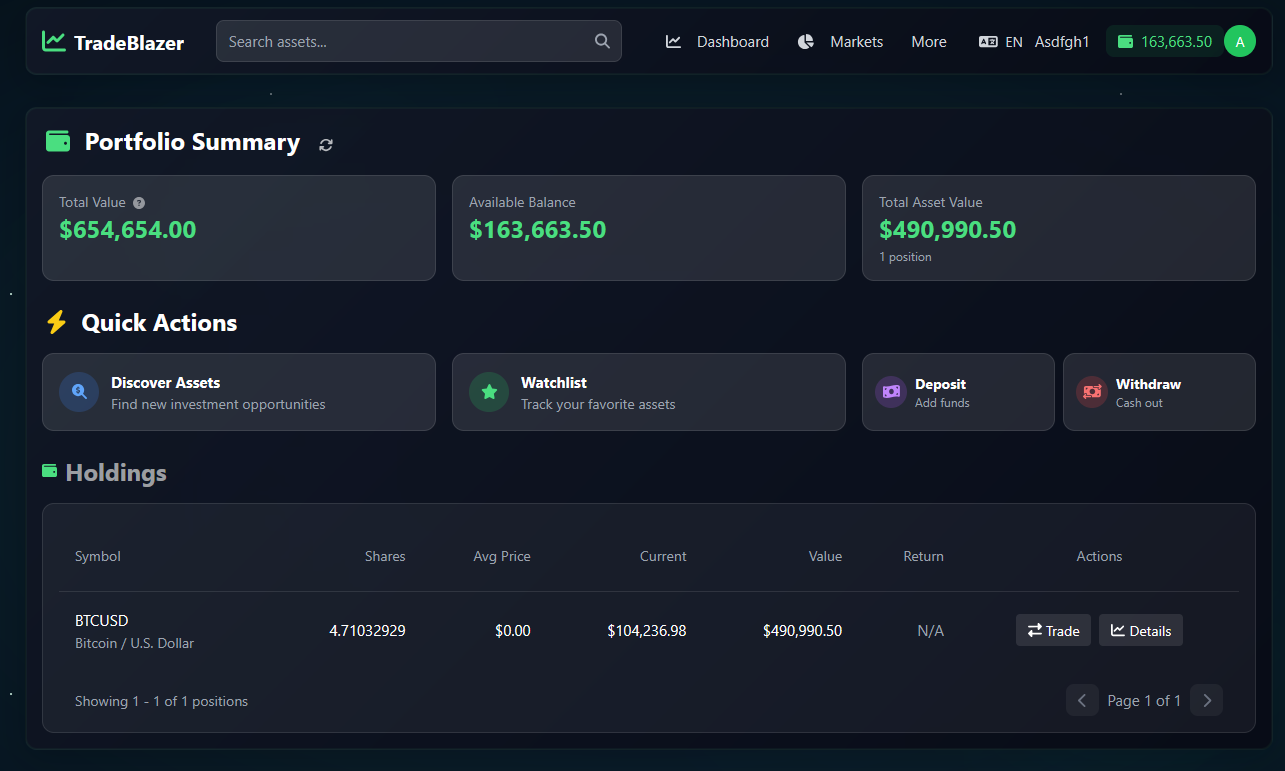 TradeBlazer
Search assets...
Dashboard
Markets
More
EN
Asdfgh1
163,663.50
A
Portfolio Summary
Total Value ?
$654,654.00
Available Balance
$163,663.50
Total Asset Value
$490,990.50
1 position
Quick Actions
Discover Assets
Find new investment opportunities
Watchlist
Track your favorite assets
Deposit
Add funds
Withdraw
Cash out
Holdings
Symbol Shares Avg Price Current Value Return Actions
BTCUSD
Bitcoin / U.S. Dollar
4.71032929 $0.00 $104,236.98 $490,990.50 N/A Trade Details
Showing 1 - 1 of 1 positions
Page 1 of 1